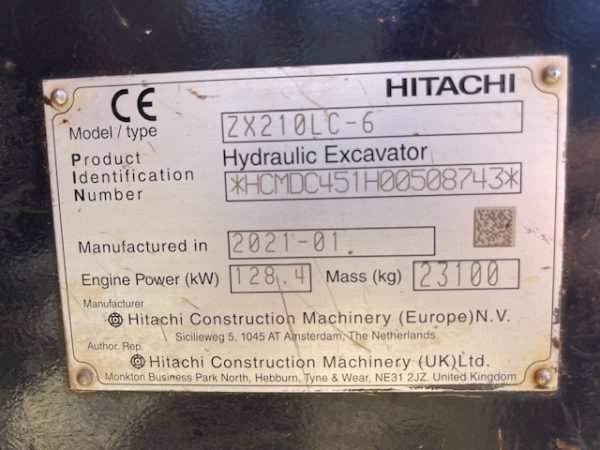 CE
HITACHI
Model / type ZX210LC-6
Product Hydraulic Excavator
Identification *HCMDC451H00508743*
Number
Manufactured in 2021-01
Engine Power (kW) 128.4 Mass (kg) 23100
Manufacturer
Hitachi Construction Machinery (Europe) N.V.
Sicilieweg 5, 1045 AT Amsterdam, The Netherlands
Author. Rep.
Hitachi Construction Machinery (UK) Ltd.
Monkton Business Park North, Hebburn, Tyne & Wear, NE31 2JZ. United Kingdom